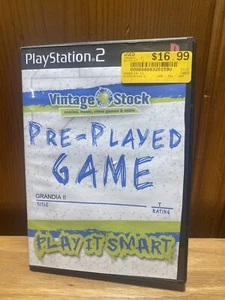 PlayStation 2
$16.99
Vintage Stock
movies, music, video games & more
PRE-PLAYED
GAME
GRANDIA II
TITLE
T
RATING
PLAY IT SMART